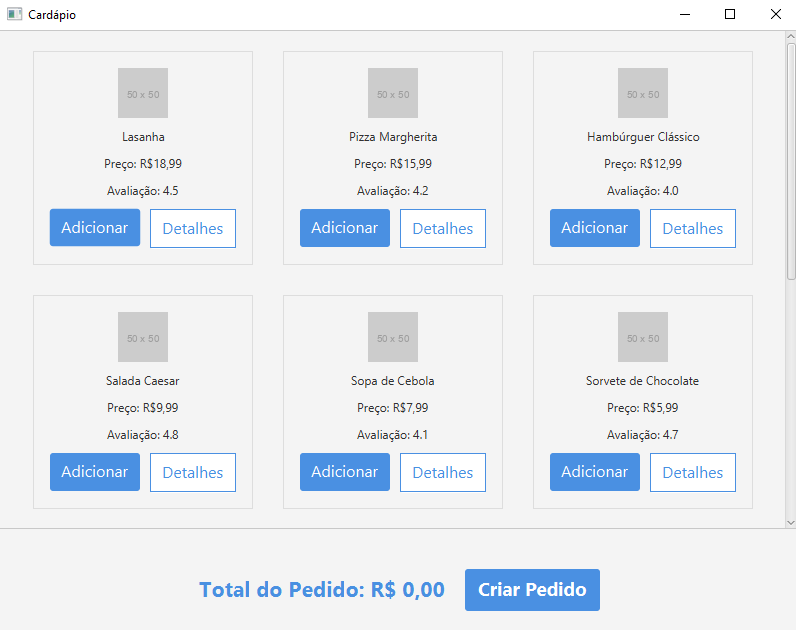 Cardápio
50 x 50
50 x 50
50 x 50
Lasanha
Pizza Margherita
Hambúrguer Clássico
Preço: R$18,99
Preço: R$15,99
Preço: R$12,99
Avaliação: 4.5
Avaliação: 4.2
Avaliação: 4.0
Adicionar
Detalhes
Adicionar
Detalhes
Adicionar
Detalhes
50 x 50
50 x 50
50 x 50
Salada Caesar
Sopa de Cebola
Sorvete de Chocolate
Preço: R$9,99
Preço: R$7,99
Preço: R$5,99
Avaliação: 4.8
Avaliação: 4.1
Avaliação: 4.7
Adicionar
Detalhes
Adicionar
Detalhes
Adicionar
Detalhes
Total do Pedido: R$ 0,00
Criar Pedido